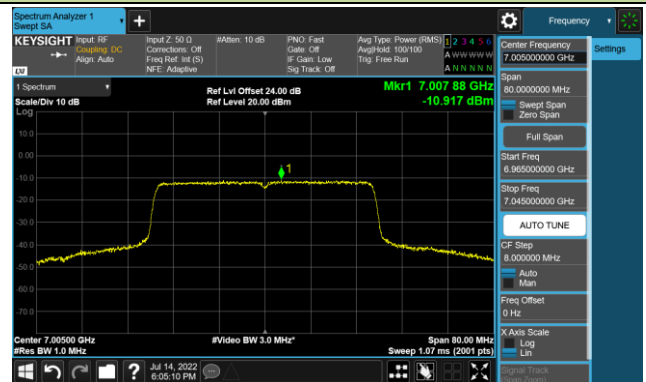 Spectrum Analyzer 1
Swept SA
Frequency
KEYSIGHT
Input: RF
Coupling: DC
Align: Auto
Input Z: 50 Ω
Corrections: Off
Freq Ref: Int (S)
NFE: Adaptive
#Atten: 10 dB
PNO: Fast
Gate: Off
IF Gain: Low
Sig Track: Off
Avg Type: Power (RMS)
Avg|Hold: 100/100
Trig: Free Run
1 2 3 4 5 6
A W W W W W
A N N N N N
LXI
1 Spectrum
Scale/Div 10 dB
Log
Ref Lvl Offset 24.00 dB
Ref Level 20.00 dBm
Mkr1 7.007 88 GHz
-10.917 dBm
10.0
0.00
-10.0
-20.0
-30.0
-40.0
-50.0
-60.0
-70.0
1
Center 7.00500 GHz
#Res BW 1.0 MHz
#Video BW 3.0 MHz*
Span 80.00 MHz
Sweep 1.07 ms (2001 pts)
Jul 14, 2022
6:05:10 PM
Center Frequency
7.005000000 GHz
Span
80.0000000 MHz
Swept Span
Zero Span
Full Span
Start Freq
6.965000000 GHz
Stop Freq
7.045000000 GHz
AUTO TUNE
CF Step
8.000000 MHz
Auto
Man
Freq Offset
0 Hz
X Axis Scale
Log
Lin
Signal Track
(Span Zoom)
Settings